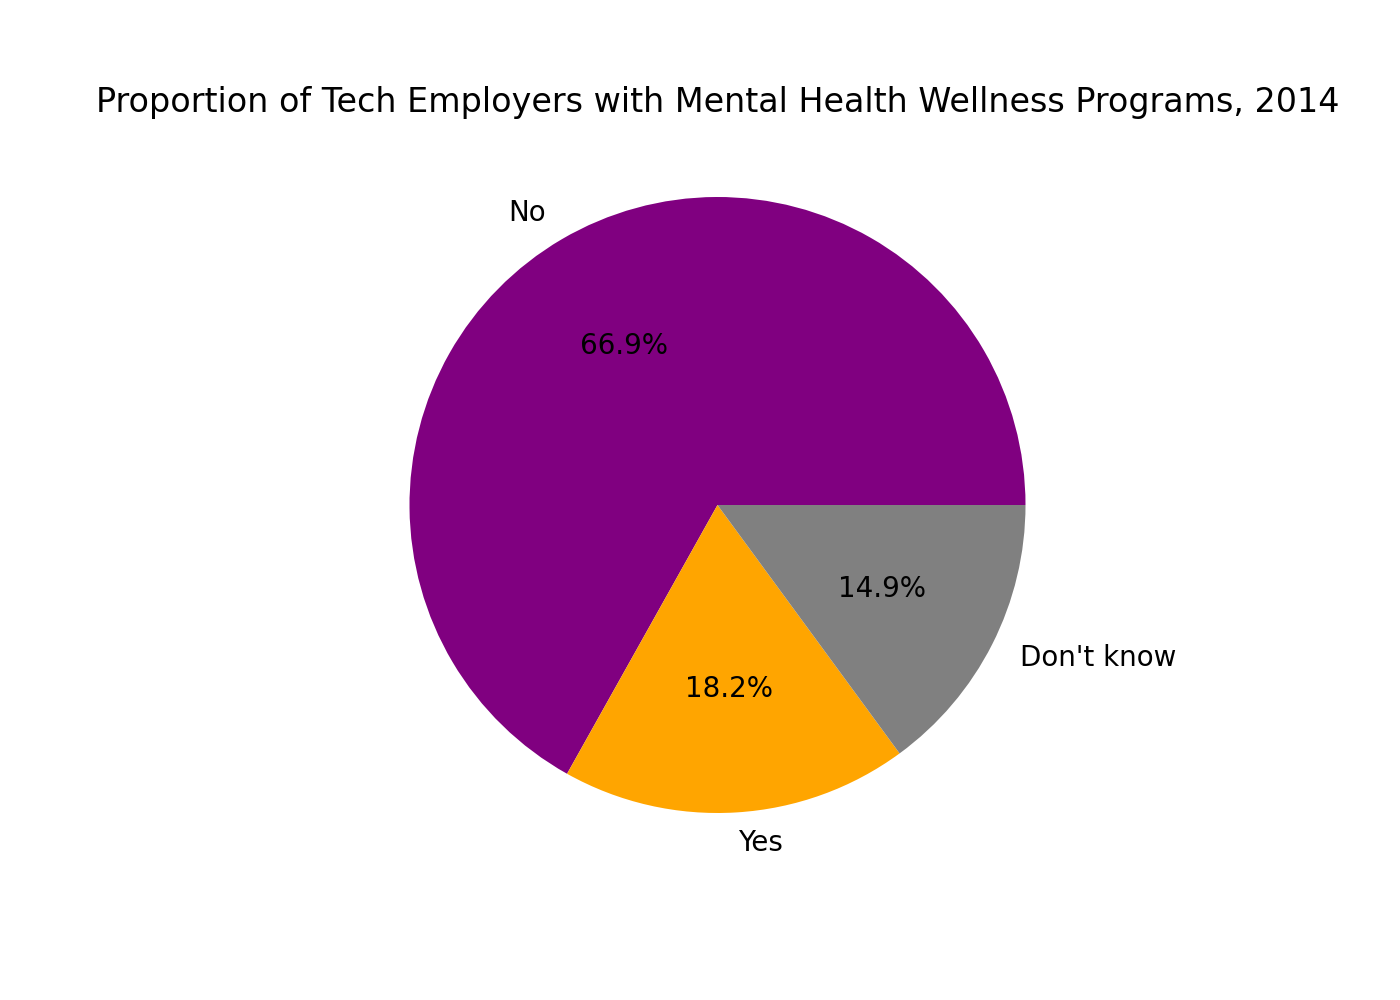 Proportion of Tech Employers with Mental Health Wellness Programs, 2014
No
66.9%
14.9%
Don't know
18.2%
Yes